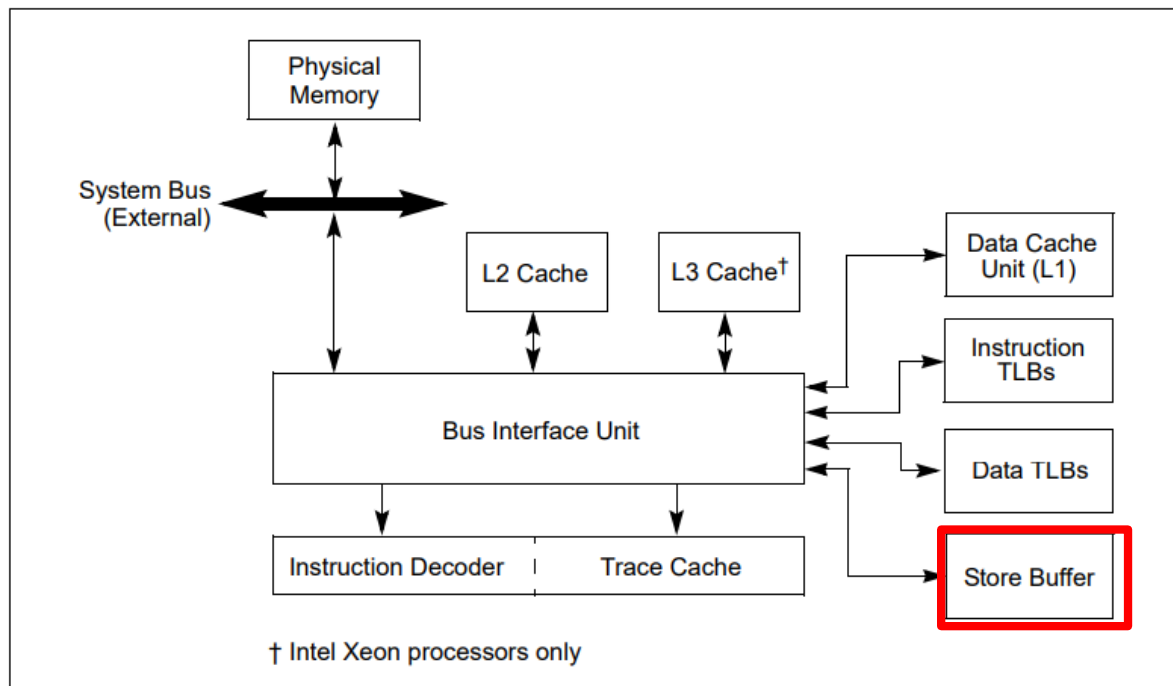 Physical
Memory
System Bus
(External)
L2 Cache
L3 Cache†
Data Cache
Unit (L1)
Instruction
TLBs
Bus Interface Unit
Data TLBs
Instruction Decoder
Trace Cache
Store Buffer
† Intel Xeon processors only